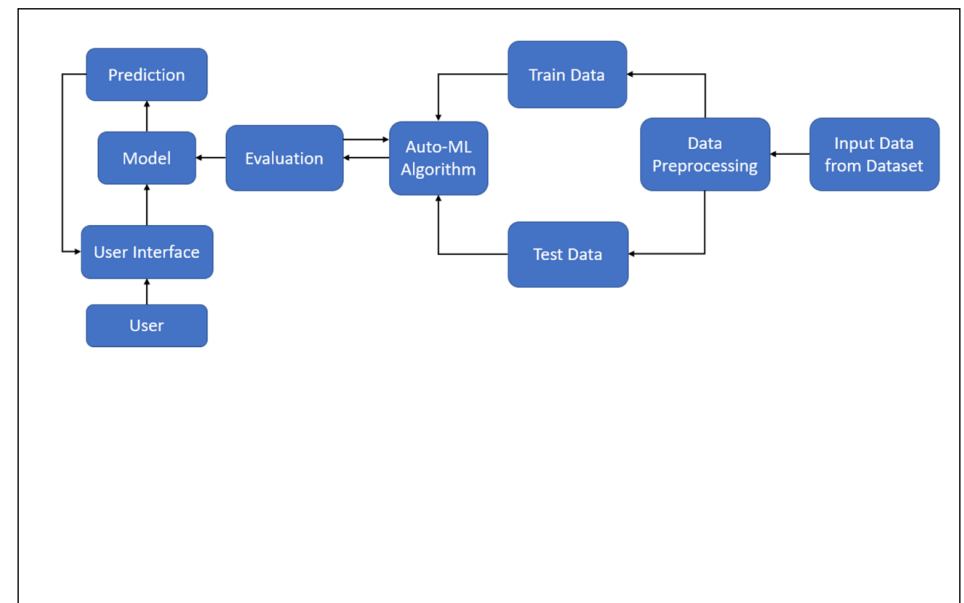 Prediction
Train Data
Model
Evaluation
Auto-ML
Algorithm
Data
Preprocessing
Input Data
from Dataset
User Interface
Test Data
User